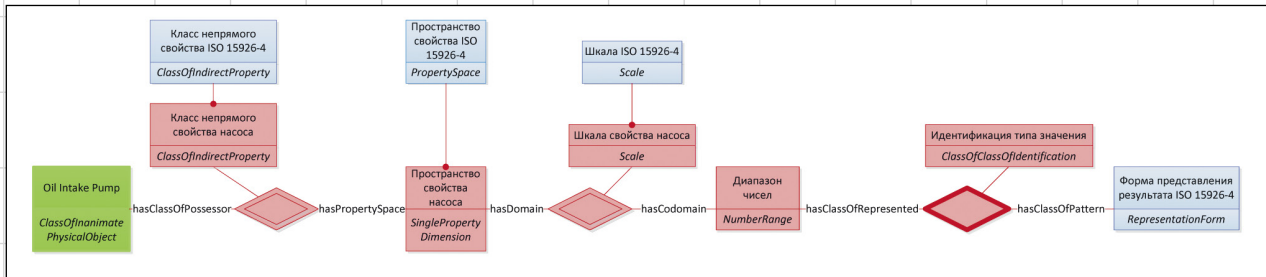 Класс непрямого
свойства ISO 15926-4
ClassOfIndirectProperty
Пространство
свойства ISO
15926-4
PropertySpace
Шкала ISO 15926-4
Scale
Класс непрямого
свойства насоса
ClassOfIndirectProperty
Шкала свойства насоса
Scale
Идентификация типа значения
ClassOfClassOfIdentification
Oil Intake Pump
ClassOfInanimate
PhysicalObject
hasClassOfPossessor
hasPropertySpace
Пространство
свойства
насоса
SingleProperty
Dimension
hasDomain
hasCodomain
Диапазон
чисел
NumberRange
hasClassOfRepresented
hasClassOfPattern
Форма представления
результата ISO 15926-4
RepresentationForm